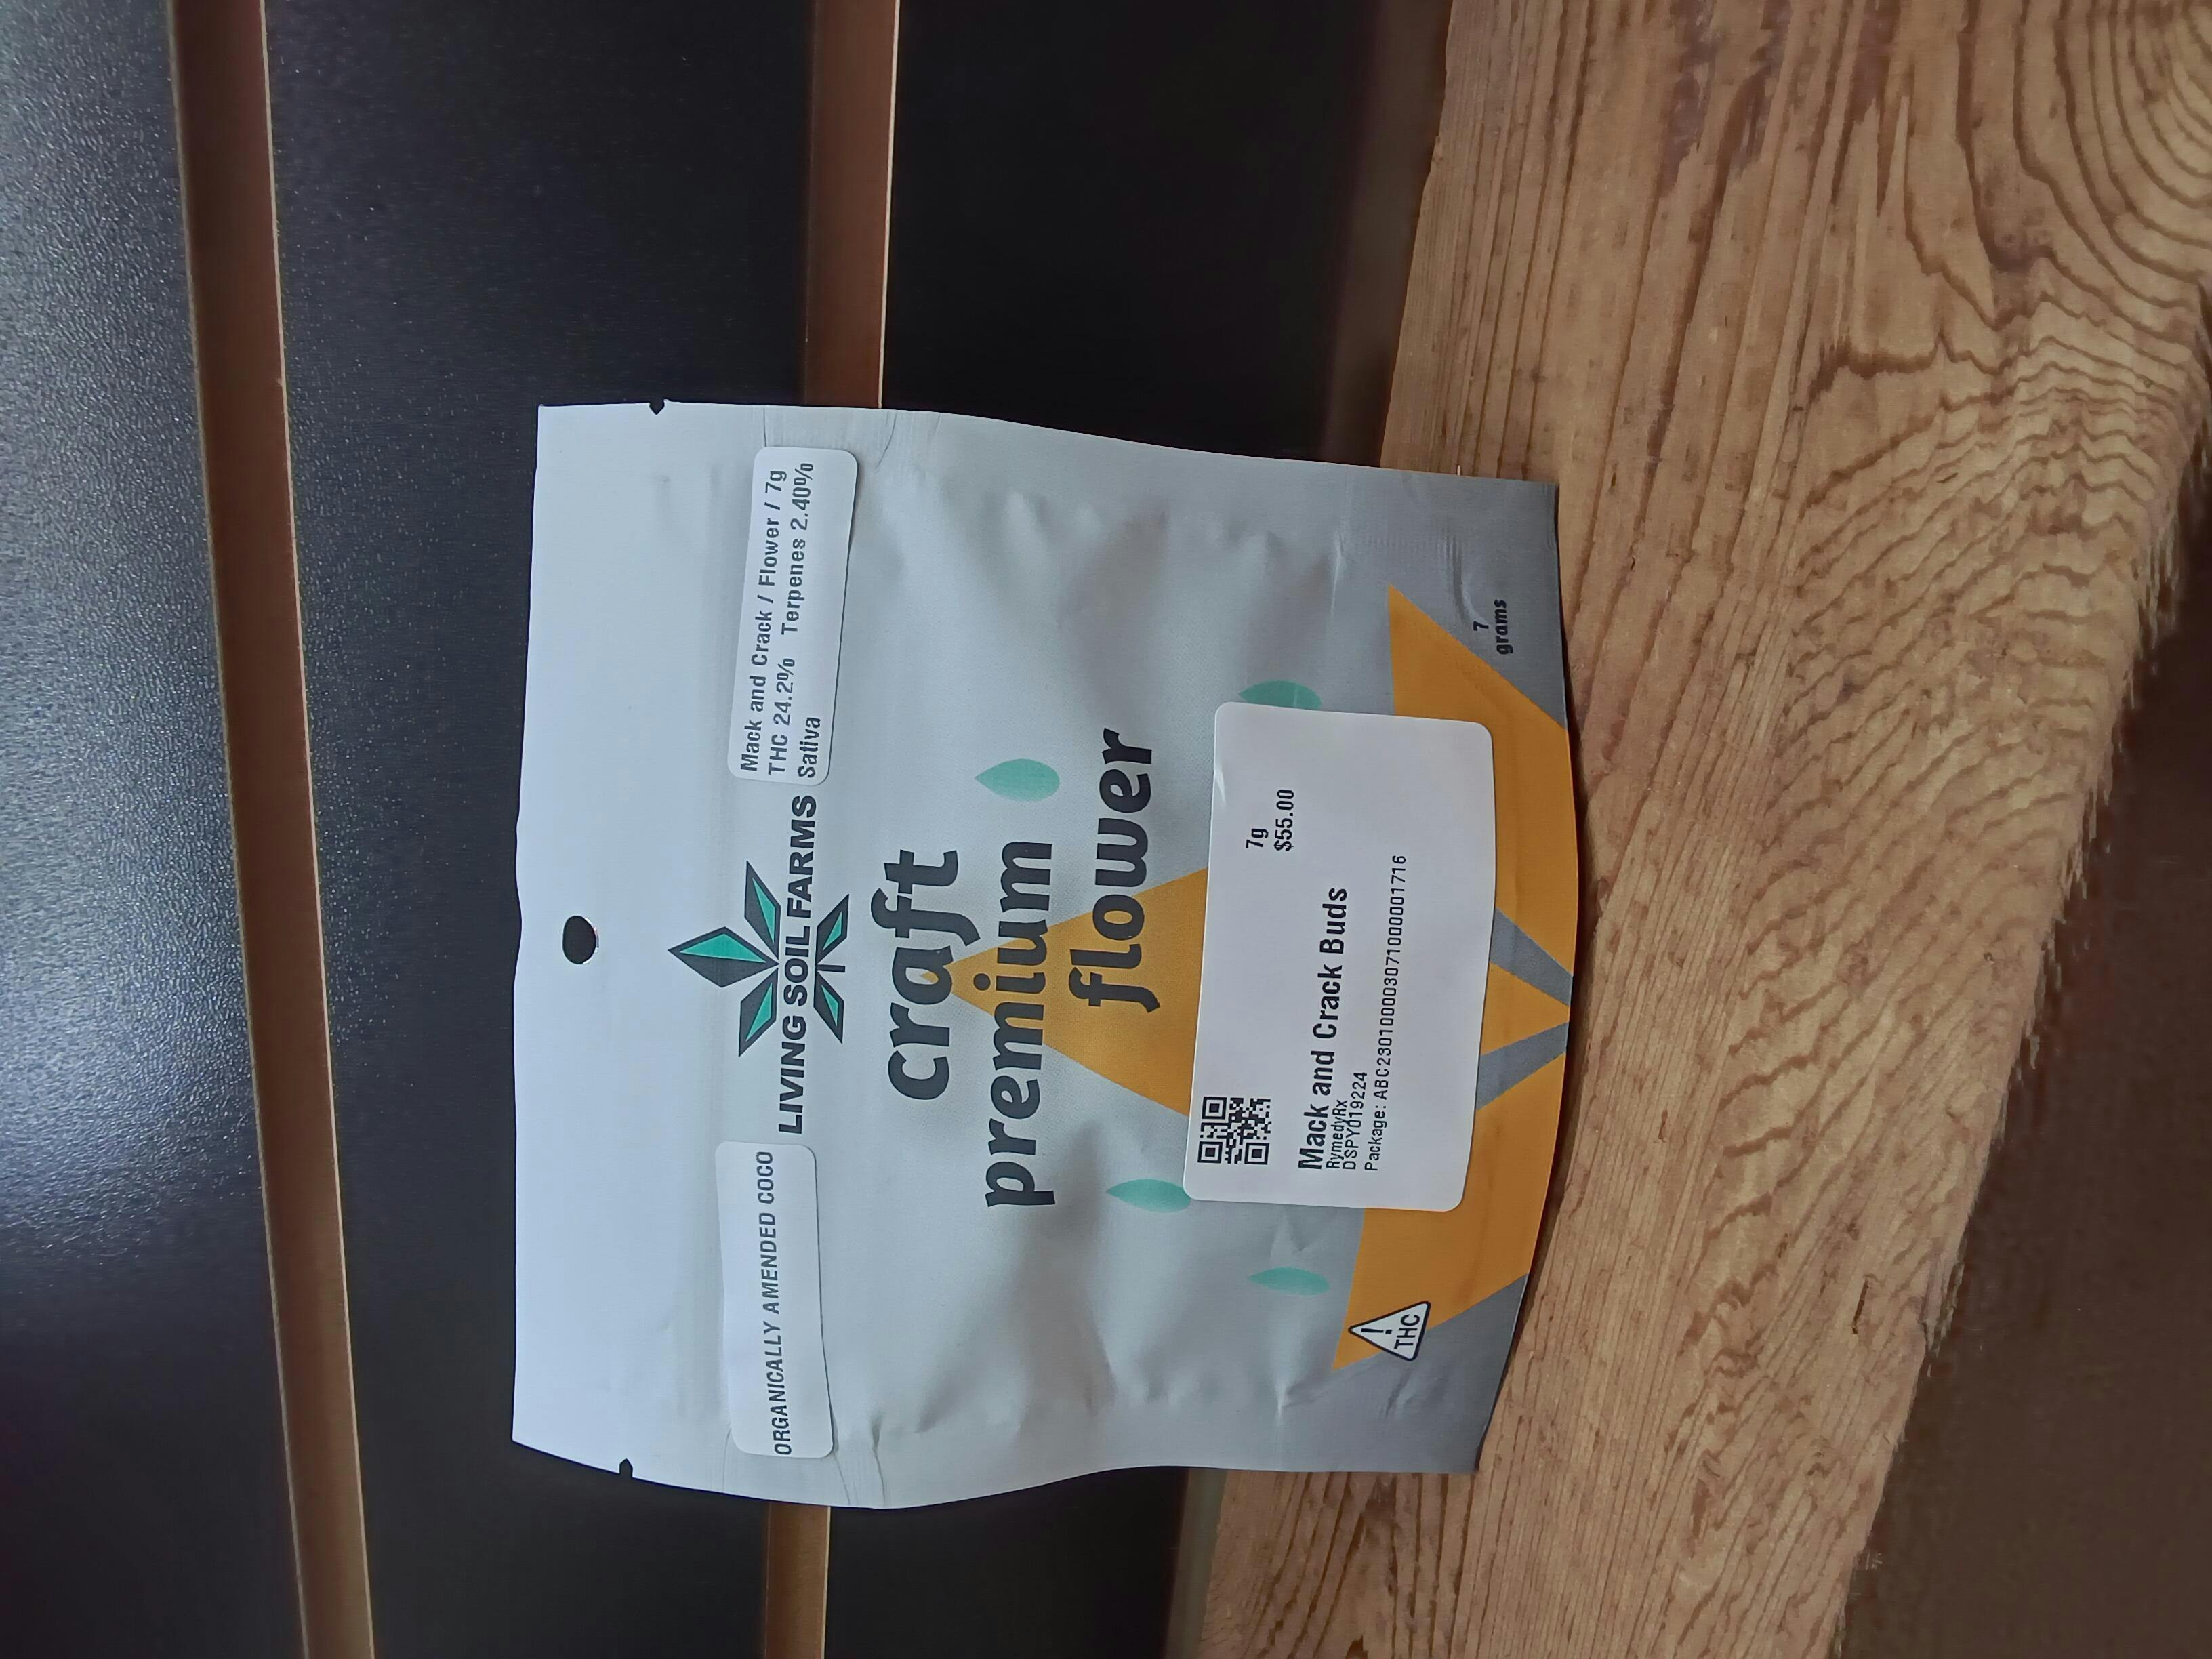 ORGANICALLY AMENDED COCO
LIVING SOIL FARMS
Mack and Crack / Flower / 7g
THC 24.2% Terpenes 2.40%
Sativa
craft
premium
flower
7g
$55.00
Mack and Crack Buds
RymedyRx
DSPY019224
Package: ABC230100003071000001716
!
THC
7
grams